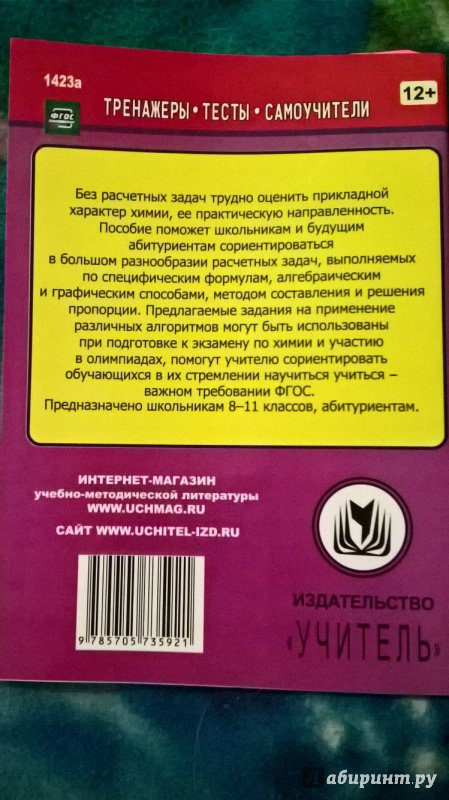 1423а
12+
ФГОС
ТРЕНАЖЕРЫ • ТЕСТЫ • САМОУЧИТЕЛИ
Без расчетных задач трудно оценить прикладной
характер химии, ее практическую направленность.
Пособие поможет школьникам и будущим
абитуриентам сориентироваться
в большом разнообразии расчетных задач, выполняемых
по специфическим формулам, алгебраическим
и графическим способами, методом составления и решения
пропорции. Предлагаемые задания на применение
различных алгоритмов могут быть использованы
при подготовке к экзамену по химии и участию
в олимпиадах, помогут учителю сориентировать
обучающихся в их стремлении научиться учиться –
важном требовании ФГОС.
Предназначено школьникам 8–11 классов, абитуриентам.
ИНТЕРНЕТ-МАГАЗИН
учебно-методической литературы
WWW.UCHMAG.RU
САЙТ WWW.UCHITEL-IZD.RU
9 785705 735921
ИЗДАТЕЛЬСТВО
«УЧИТЕЛЬ»
Лабиринт.ру